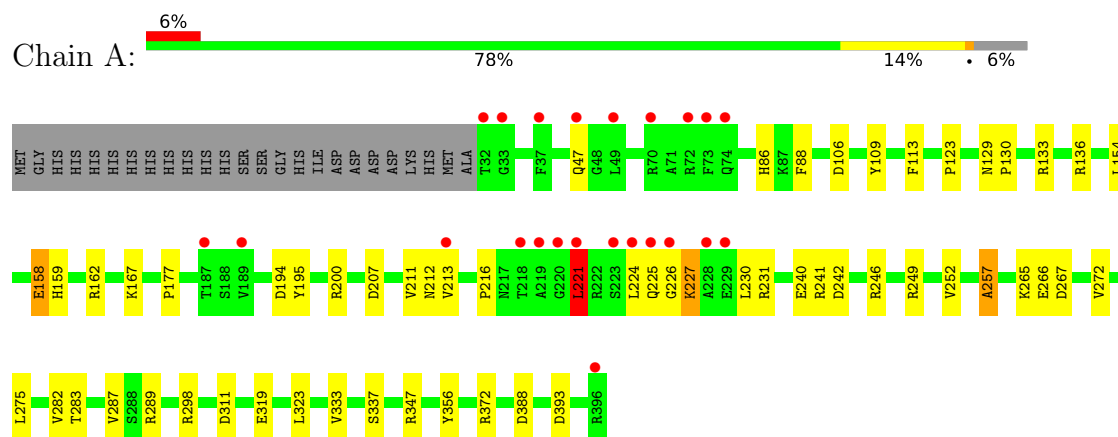 6%
Chain A:
78% 14% • 6%
MET GLY HIS HIS HIS HIS HIS HIS HIS HIS HIS HIS SER SER GLY HIS ILE ASP ASP ASP ASP LYS HIS MET ALA T32 G33 F37 Q47 G48 L49 R70 A71 R72 F73 Q74 H86 K87 F88 D106 Y109 F113 P123 N129 P130 R133 R136 L154
E158 H159 R162 K167 P177 T187 S188 V189 D194 Y195 R200 D207 V211 N212 V213 P216 N217 T218 A219 G220 L221 R222 S223 L224 Q225 G226 K227 A228 E229 L230 R231 E240 R241 D242 R246 R249 V252 A257 K265 E266 D267 V272
L275 V282 T283 V287 S288 R289 R298 D311 E319 L323 V333 S337 R347 Y356 R372 D388 D393 R396